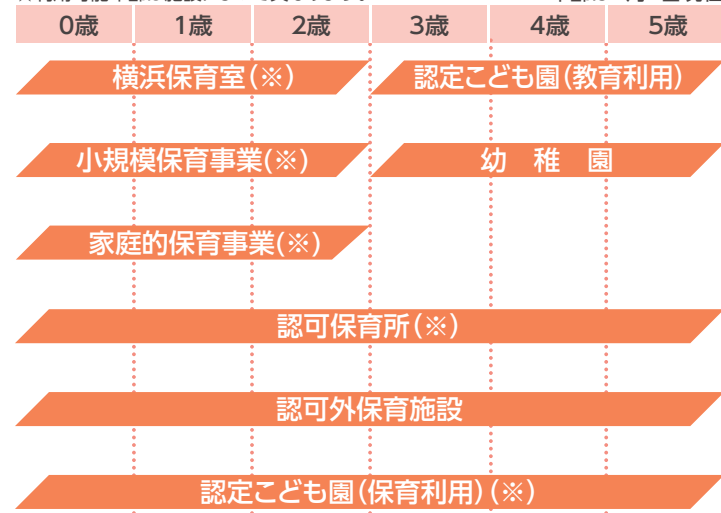 0歳 1歳 2歳 3歳 4歳 5歳
横浜保育室(※) 認定こども園(教育利用)
小規模保育事業(※) 幼 稚 園
家庭的保育事業(※)
認可保育所(※)
認可外保育施設
認定こども園(保育利用)(※)